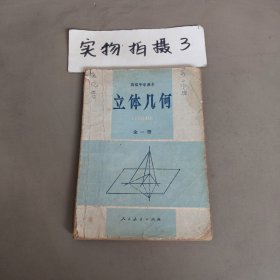 实物拍摄3
高级中学课本
立体几何
全一册
人民教育出版社